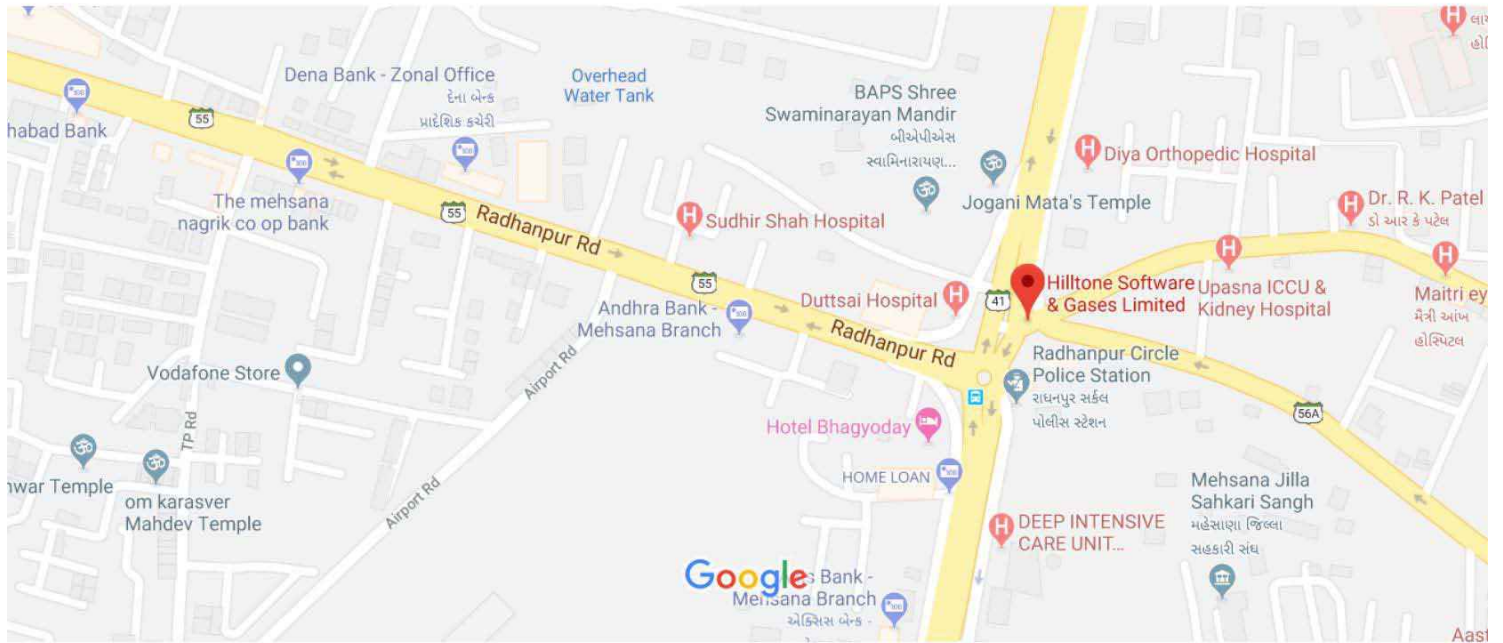 habad Bank
55
Dena Bank - Zonal Office
દેના બેન્ક
પ્રાદેશિક કચેરી
Overhead
Water Tank
The mehsana
nagrik co op bank
55
Radhanpur Rd
Sudhir Shah Hospital
55
BAPS Shree
Swaminarayan Mandir
બીએપીએસ
સ્વામિનારાયણ...
Jogani Mata's Temple
Diya Orthopedic Hospital
Dr. R. K. Patel
ડો આર કે પટેલ
Andhra Bank -
Mehsana Branch
Duttsai Hospital
41
Hilltone Software
& Gases Limited
Upasna ICCU &
Kidney Hospital
Maitri ey
મૈત્રી આંખ
હોસ્પિટલ
Radhanpur Rd
Radhanpur Circle
Police Station
રાધનપુર સર્કલ
પોલીસ સ્ટેશન
Vodafone Store
Airport Rd
TP Rd
Hotel Bhagyoday
56A
HOME LOAN
nwar Temple
om karasver
Mahdev Temple
Airport Rd
DEEP INTENSIVE
CARE UNIT...
Mehsana Jilla
Sahkari Sangh
મહેસાણા જિલ્લા
સહકારી સંઘ
Google
s Bank -
Mehsana Branch
એક્સિસ બેન્ક -
Aast